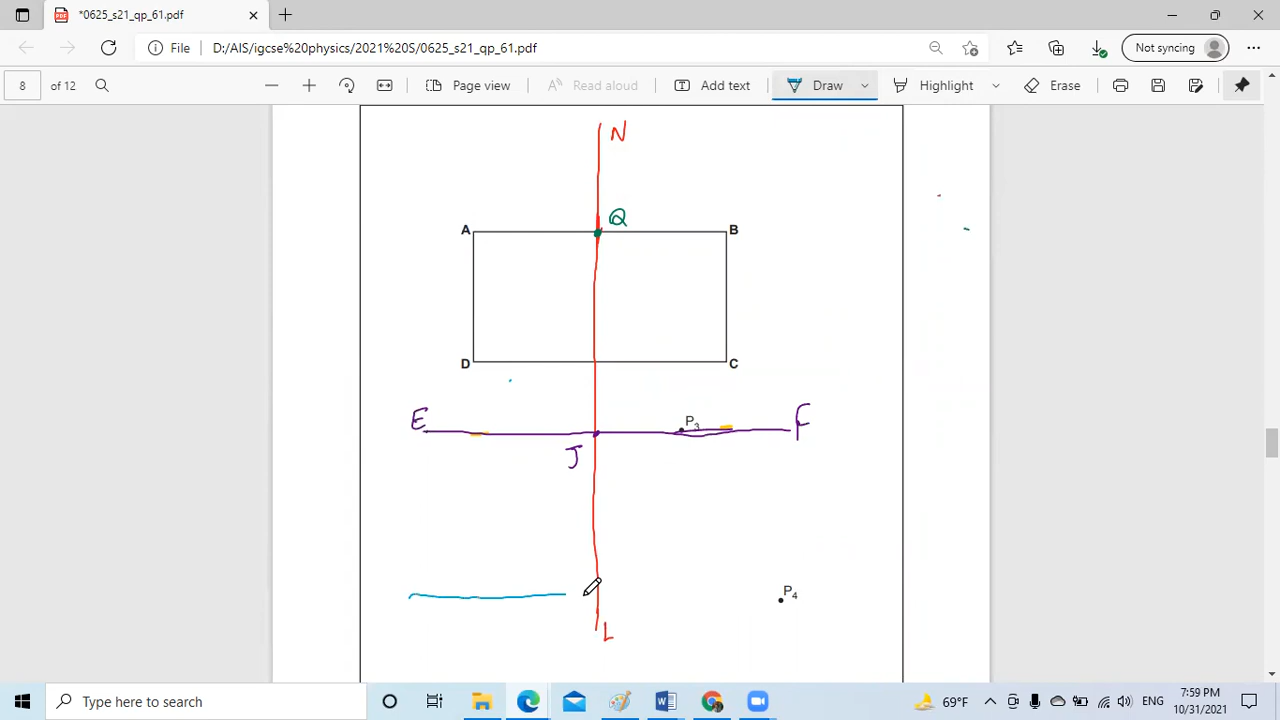 *0625_s21_qp_61.pdf
File D:/AIS/igcse%20physics/2021%20S/0625_s21_qp_61.pdf Not syncing
8 of 12 Page view Read aloud Add text Draw Highlight Erase
N
Q
A B
D C
E P3 F
J
P4
L
Type here to search 69°F ENG 7:59 PM
10/31/2021